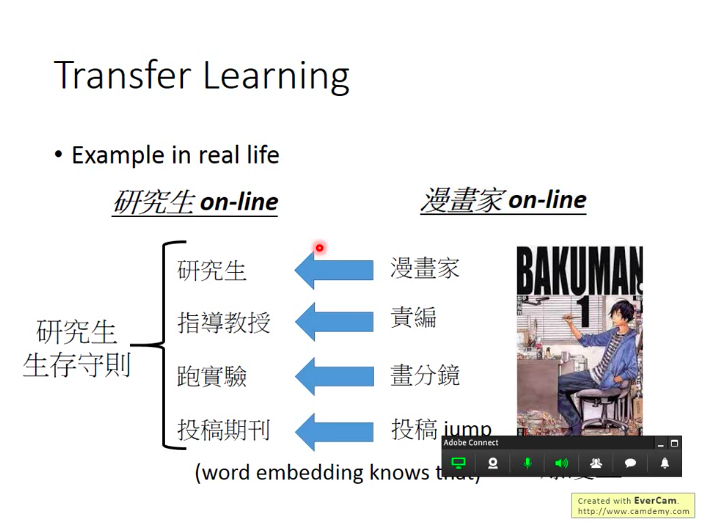 Transfer Learning
• Example in real life
研究生 on-line
漫畫家 on-line
研究生
漫畫家
指導教授
責編
跑實驗
畫分鏡
投稿期刊
投稿 jump
研究生
生存守則
BAKUMAN
1
(word embedding knows that)
Adobe Connect
Created with EverCam.
http://www.camdemy.com